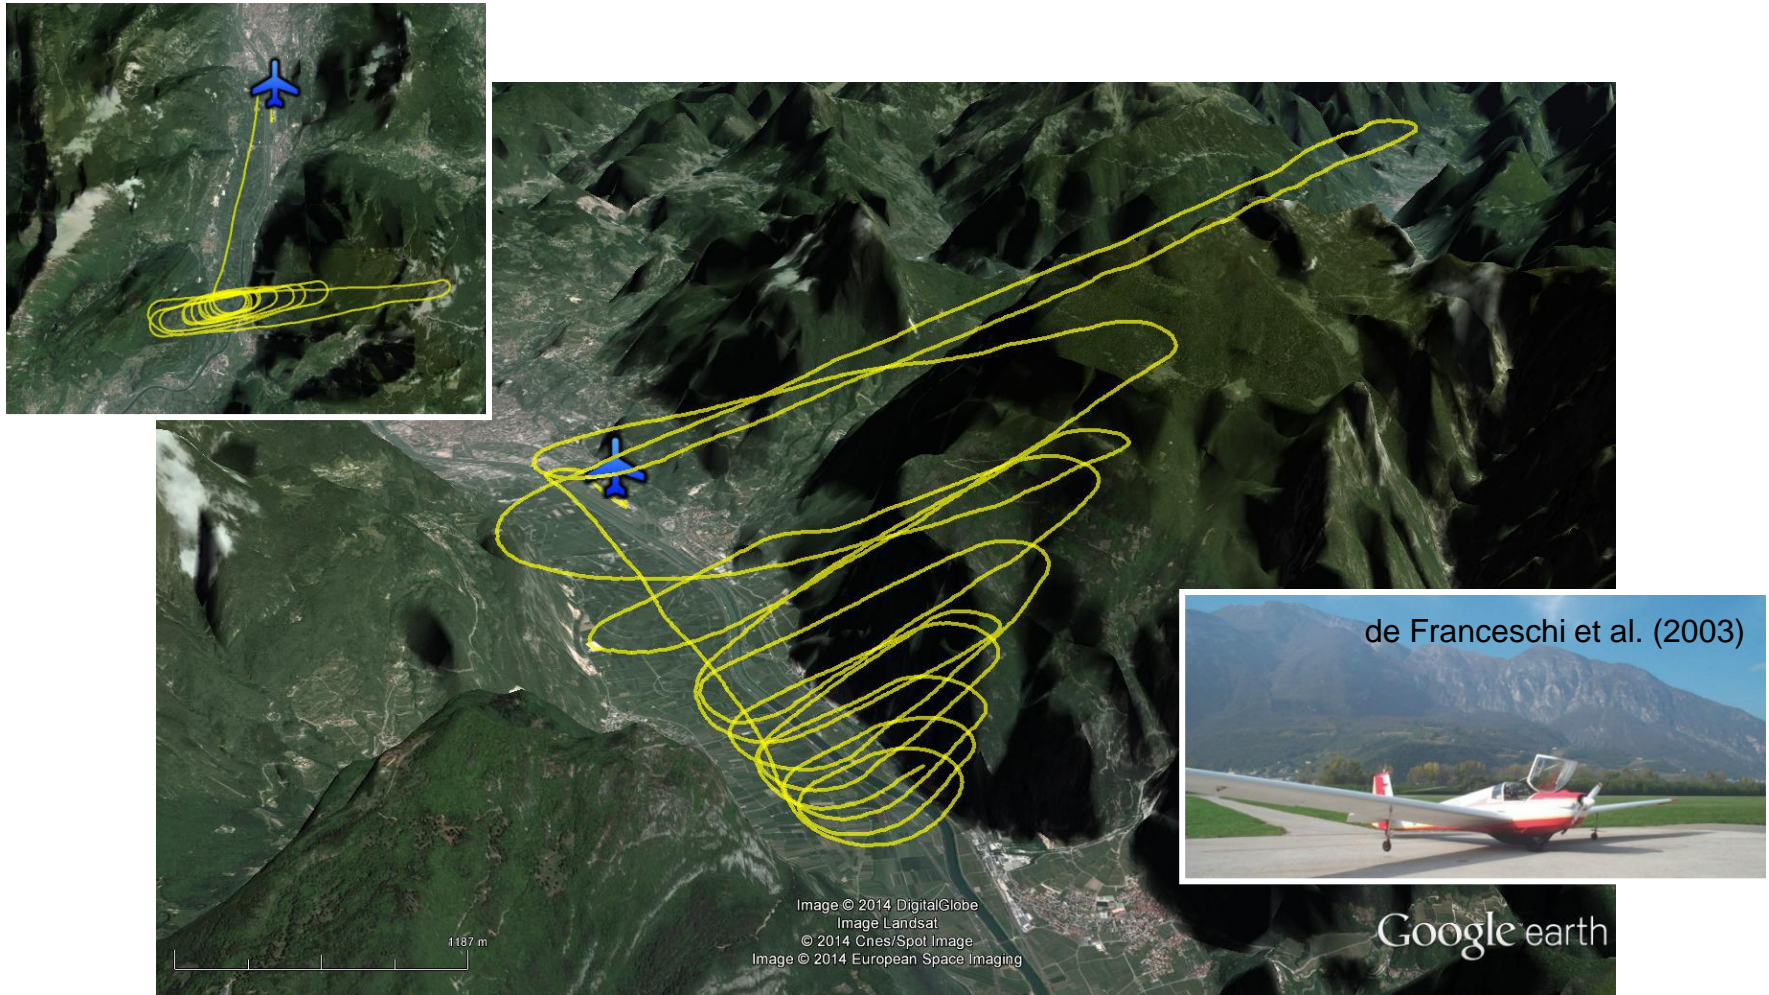 de Franceschi et al. (2003)
Image © 2014 DigitalGlobe
Image Landsat
© 2014 Cnes/Spot Image
Image © 2014 European Space Imaging
1187 m
Google earth